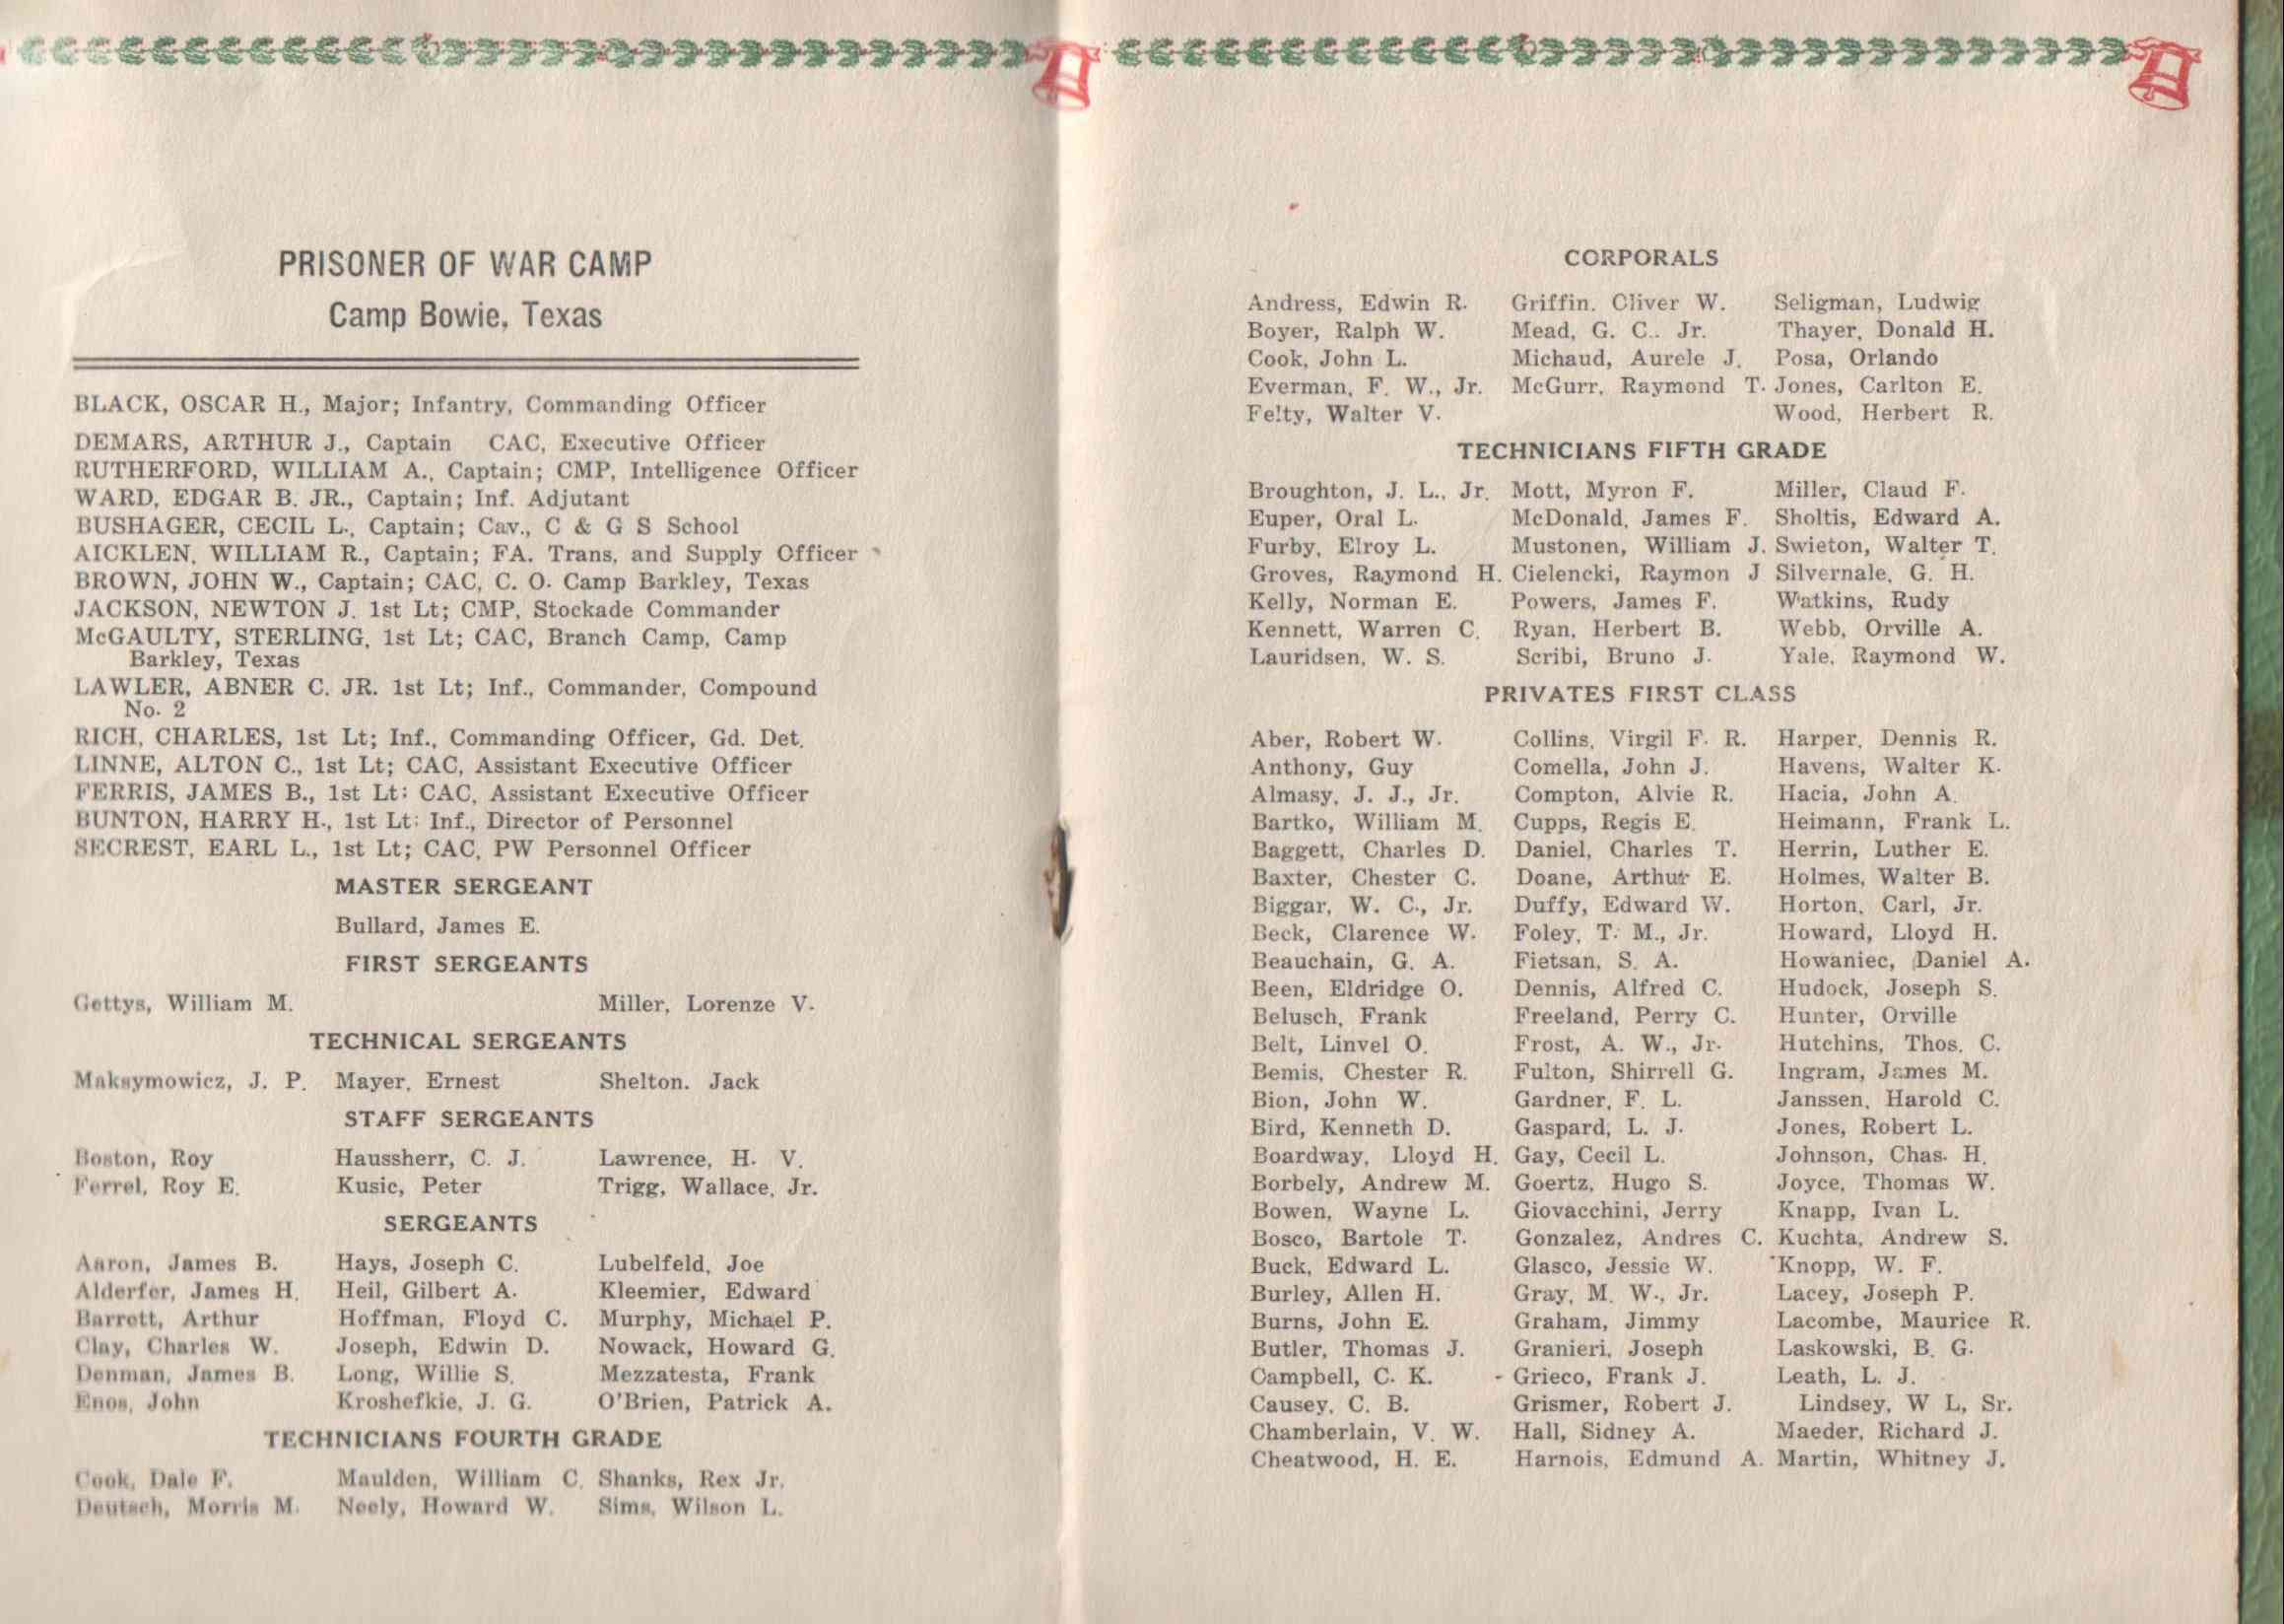 PRISONER OF WAR CAMP
Camp Bowie, Texas
BLACK, OSCAR H., Major; Infantry, Commanding Officer
DEMARS, ARTHUR J., Captain CAC, Executive Officer
RUTHERFORD, WILLIAM A., Captain; CMP, Intelligence Officer
WARD, EDGAR B. JR., Captain; Inf. Adjutant
BUSHAGER, CECIL L., Captain; Cav., C & G S School
AICKLEN, WILLIAM R., Captain; FA. Trans, and Supply Officer
BROWN, JOHN W., Captain; CAC, C. O. Camp Barkley, Texas
JACKSON, NEWTON J. 1st Lt; CMP, Stockade Commander
McGAULTY, STERLING, 1st Lt; CAC, Branch Camp, Camp
Barkley, Texas
LAWLER, ABNER C. JR. 1st Lt; Inf., Commander, Compound
No. 2
RICH, CHARLES, 1st Lt; Inf., Commanding Officer, Gd. Det.
LINNE, ALTON C., 1st Lt; CAC, Assistant Executive Officer
FERRIS, JAMES B., 1st Lt: CAC, Assistant Executive Officer
BUNTON, HARRY H., 1st Lt: Inf., Director of Personnel
SECREST, EARL L., 1st Lt; CAC, PW Personnel Officer
MASTER SERGEANT
Bullard, James E.
FIRST SERGEANTS
Gettys, William M. Miller, Lorenze V.
TECHNICAL SERGEANTS
Maksymowicz, J. P. Mayer, Ernest Shelton. Jack
STAFF SERGEANTS
Boston, Roy Haussherr, C. J. Lawrence, H. V.
Ferrel, Roy E. Kusic, Peter Trigg, Wallace, Jr.
SERGEANTS
Aaron, James B. Hays, Joseph C. Lubelfeld, Joe
Alderfer, James H. Heil, Gilbert A. Kleemier, Edward
Barrett, Arthur Hoffman, Floyd C. Murphy, Michael P.
Clay, Charles W. Joseph, Edwin D. Nowack, Howard G.
Denman, James B. Long, Willie S. Mezzatesta, Frank
Enos, John Kroshefkie, J. G. O'Brien, Patrick A.
TECHNICIANS FOURTH GRADE
Cook, Dale F. Maulden, William C. Shanks, Rex Jr.
Deutsch, Morris M. Neely, Howard W. Sims, Wilson L.
CORPORALS
Andress, Edwin R. Griffin. Cliver W. Seligman, Ludwig
Boyer, Ralph W. Mead, G. C.. Jr. Thayer, Donald H.
Cook, John L. Michaud, Aurele J. Posa, Orlando
Everman, F. W., Jr. McGurr, Raymond T. Jones, Carlton E.
Felty, Walter V. Wood, Herbert R.
TECHNICIANS FIFTH GRADE
Broughton, J. L., Jr. Mott, Myron F. Miller, Claud F.
Euper, Oral L. McDonald, James F. Sholtis, Edward A.
Furby, Elroy L. Mustonen, William J. Swieton, Walter T.
Groves, Raymond H. Cielencki, Raymon J Silvernale, G. H.
Kelly, Norman E. Powers, James F. Watkins, Rudy
Kennett, Warren C. Ryan, Herbert B. Webb, Orville A.
Lauridsen, W. S. Scribi, Bruno J. Yale, Raymond W.
PRIVATES FIRST CLASS
Aber, Robert W. Collins, Virgil F. R. Harper, Dennis R.
Anthony, Guy Comella, John J. Havens, Walter K.
Almasy, J. J., Jr. Compton, Alvie R. Hacia, John A.
Bartko, William M. Cupps, Regis E. Heimann, Frank L.
Baggett, Charles D. Daniel, Charles T. Herrin, Luther E.
Baxter, Chester C. Doane, Arthur E. Holmes, Walter B.
Biggar, W. C., Jr. Duffy, Edward W. Horton, Carl, Jr.
Beck, Clarence W. Foley, T. M., Jr. Howard, Lloyd H.
Beauchain, G. A. Fietsan, S. A. Howaniec, Daniel A.
Been, Eldridge O. Dennis, Alfred C. Hudock, Joseph S.
Belusch, Frank Freeland, Perry C. Hunter, Orville
Belt, Linvel O. Frost, A. W., Jr. Hutchins, Thos. C.
Bemis, Chester R. Fulton, Shirrell G. Ingram, James M.
Bion, John W. Gardner, F. L. Janssen, Harold C.
Bird, Kenneth D. Gaspard, L. J. Jones, Robert L.
Boardway, Lloyd H. Gay, Cecil L. Johnson, Chas. H.
Borbely, Andrew M. Goertz, Hugo S. Joyce, Thomas W.
Bowen, Wayne L. Giovacchini, Jerry Knapp, Ivan L.
Bosco, Bartole T. Gonzalez, Andres C. Kuchta, Andrew S.
Buck, Edward L. Glasco, Jessie W. Knopp, W. F.
Burley, Allen H. Gray, M. W., Jr. Lacey, Joseph P.
Burns, John E. Graham, Jimmy Lacombe, Maurice R.
Butler, Thomas J. Granieri, Joseph Laskowski, B. G.
Campbell, C. K. - Grieco, Frank J. Leath, L. J.
Causey, C. B. Grismer, Robert J. Lindsey, W L, Sr.
Chamberlain, V. W. Hall, Sidney A. Maeder, Richard J.
Cheatwood, H. E. Harnois, Edmund A. Martin, Whitney J.